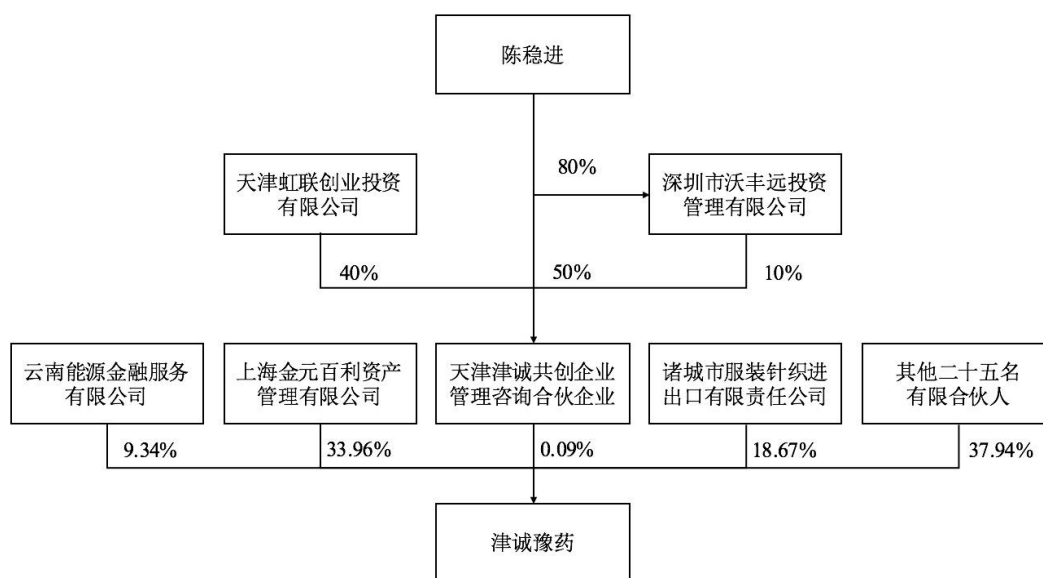 陈稳进
80%
天津虹联创业投资
有限公司
深圳市沃丰远投资
管理有限公司
40%
50%
10%
云南能源金融服务
有限公司
上海金元百利资产
管理有限公司
天津津诚共创企业
管理咨询合伙企业
诸城市服装针织进
出口有限责任公司
其他二十五名
有限合伙人
9.34%
33.96%
0.09%
18.67%
37.94%
津诚豫药